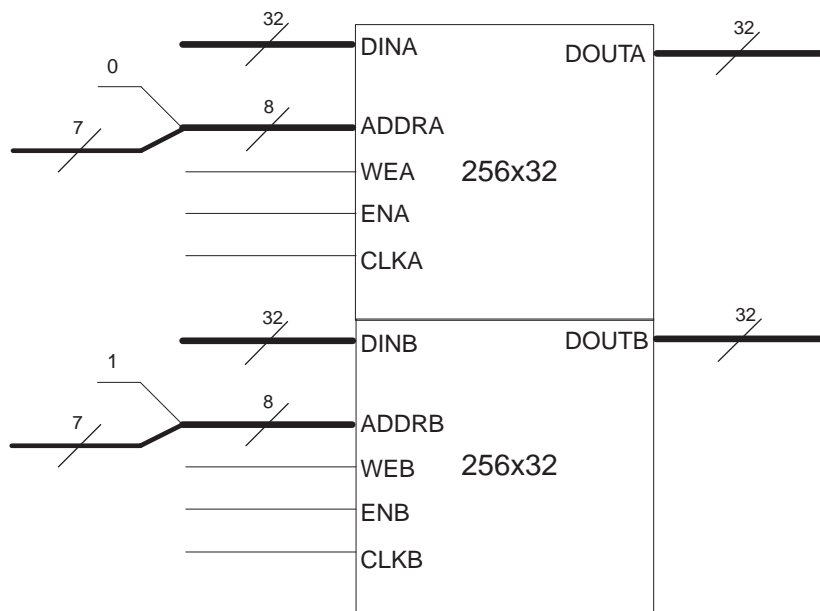 32
DINA
DOUTA
32
0
7
8
ADDRA
WEA
256x32
ENA
CLKA
32
DINB
DOUTB
32
1
7
8
ADDRB
WEB
256x32
ENB
CLKB